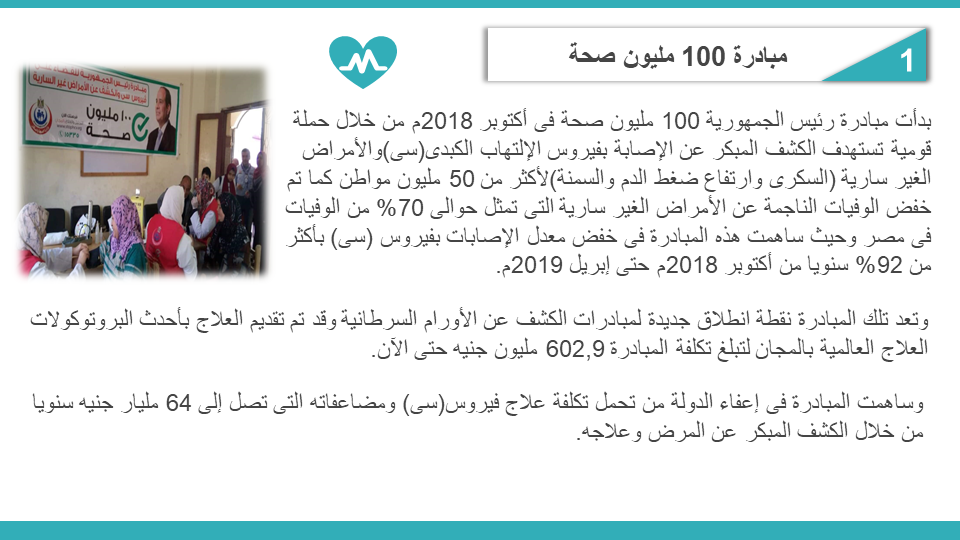 مبادرة 100 مليون صحة
1
بدأت مبادرة رئيس الجمهورية 100 مليون صحة فى أكتوبر 2018م من خلال حملة
قومية تستهدف الكشف المبكر عن الإصابة بفيروس الإلتهاب الكبدى(سى)والأمراض
الغير سارية (السكرى وارتفاع ضغط الدم والسمنة)لأكثر من 50 مليون مواطن كما تم
خفض الوفيات الناجمة عن الأمراض الغير سارية التى تمثل حوالى 70% من الوفيات
فى مصر وحيث ساهمت هذه المبادرة فى خفض معدل الإصابات بفيروس (سى) بأكثر
من 92% سنويا من أكتوبر 2018م حتى إبريل 2019م.
وتعد تلك المبادرة نقطة انطلاق جديدة لمبادرات الكشف عن الأورام السرطانية وقد تم تقديم العلاج بأحدث البروتوكولات
العلاج العالمية بالمجان لتبلغ تكلفة المبادرة 602,9 مليون جنيه حتى الآن.
وساهمت المبادرة فى إعفاء الدولة من تحمل تكلفة علاج فيروس(سى) ومضاعفاته التى تصل إلى 64 مليار جنيه سنويا
من خلال الكشف المبكر عن المرض وعلاجه.
مبادرة رئيس الجمهورية للقضاء على
فيروس سى والكشف عن الأمراض غير السارية
١٠٠ مليون
صحة